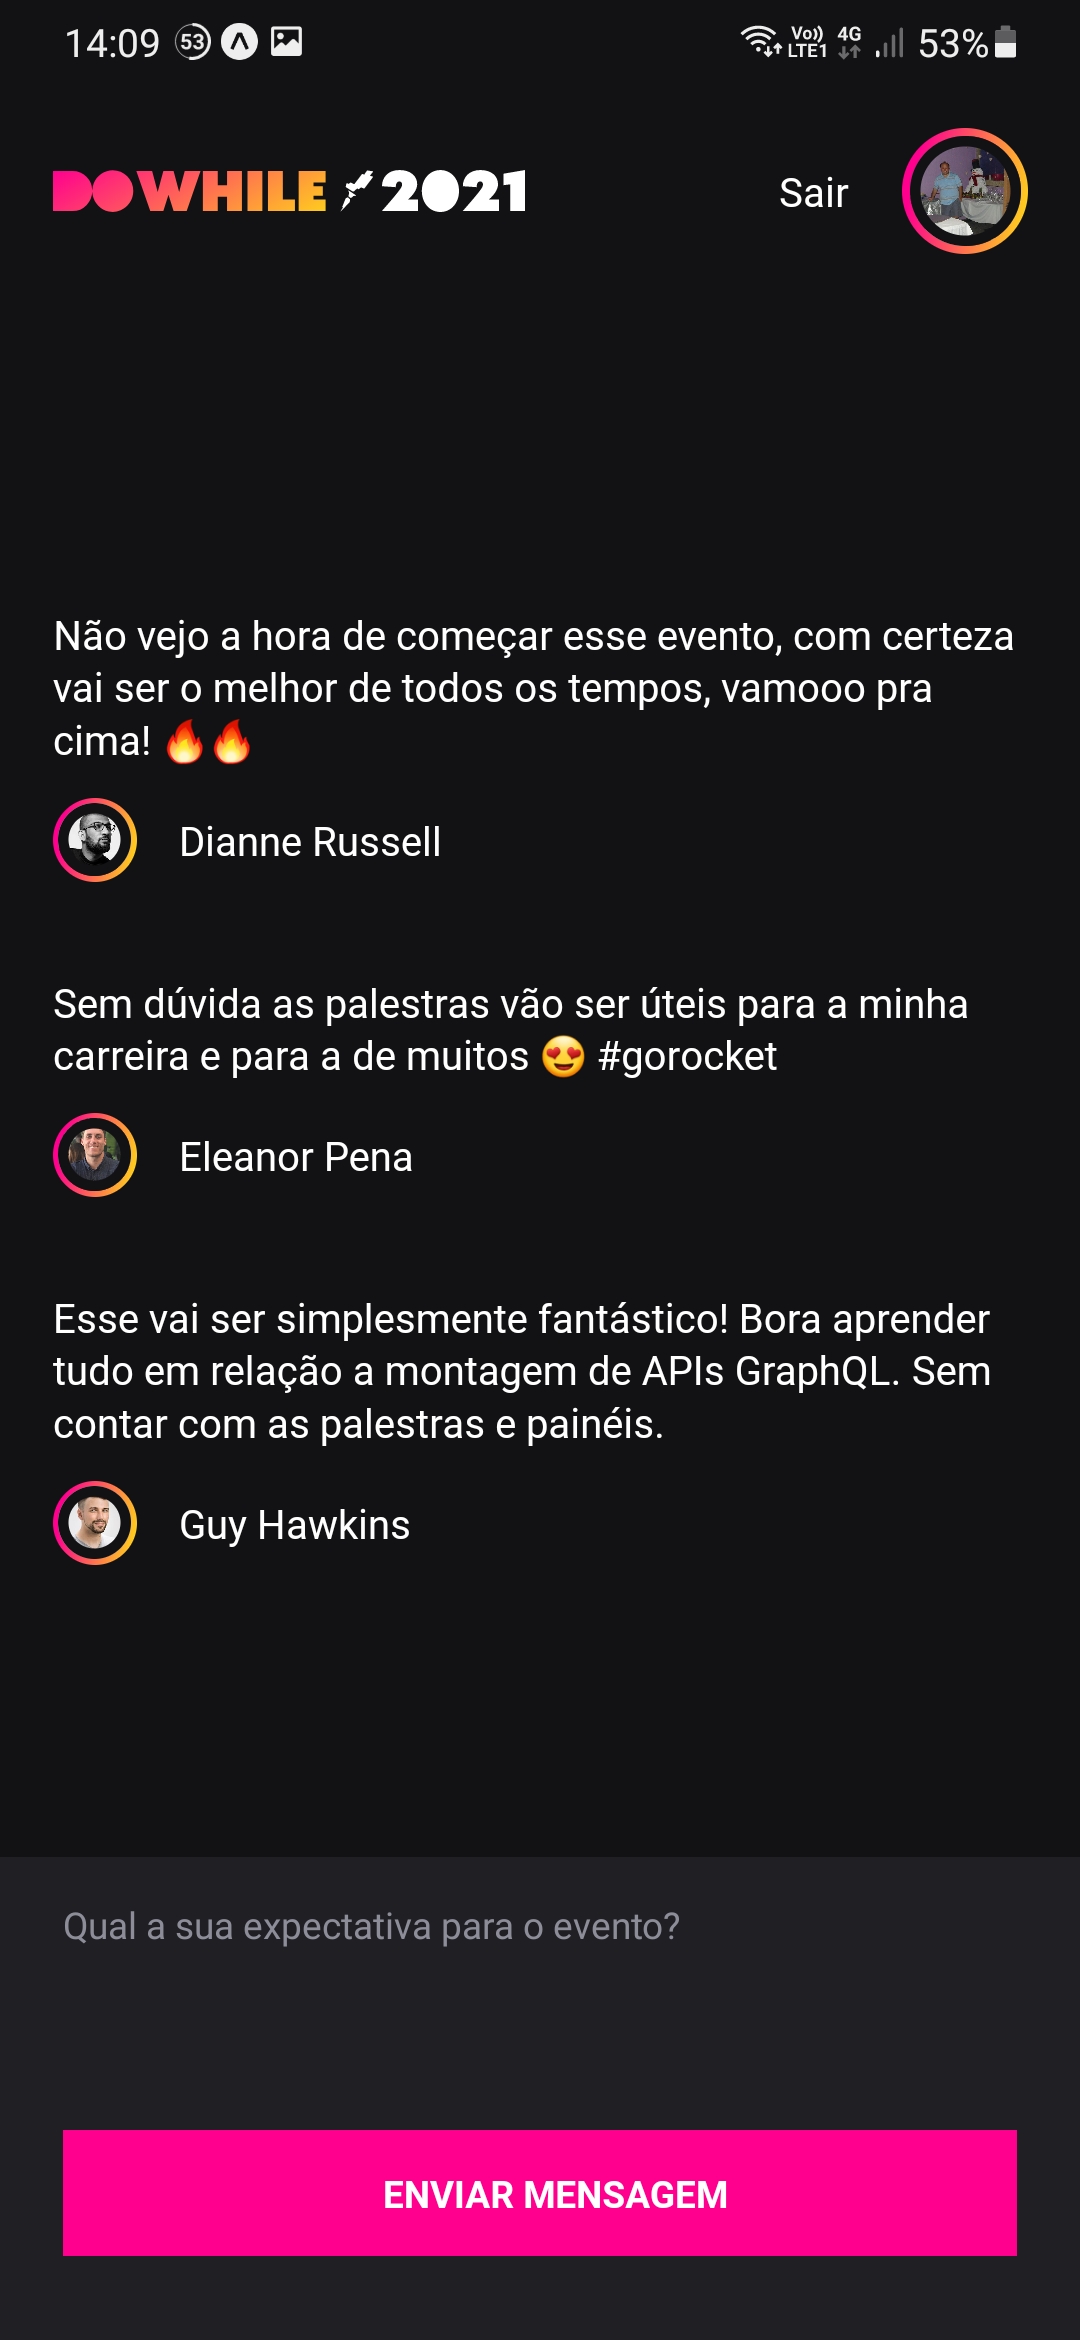 14:09 53 Vo)) LTE1 4G 53%
DOWHILE 2021 Sair
Não vejo a hora de começar esse evento, com certeza
vai ser o melhor de todos os tempos, vamooo pra
cima! 🔥🔥
Dianne Russell
Sem dúvida as palestras vão ser úteis para a minha
carreira e para a de muitos 😍 #gorocket
Eleanor Pena
Esse vai ser simplesmente fantástico! Bora aprender
tudo em relação a montagem de APIs GraphQL. Sem
contar com as palestras e painéis.
Guy Hawkins
Qual a sua expectativa para o evento?
ENVIAR MENSAGEM